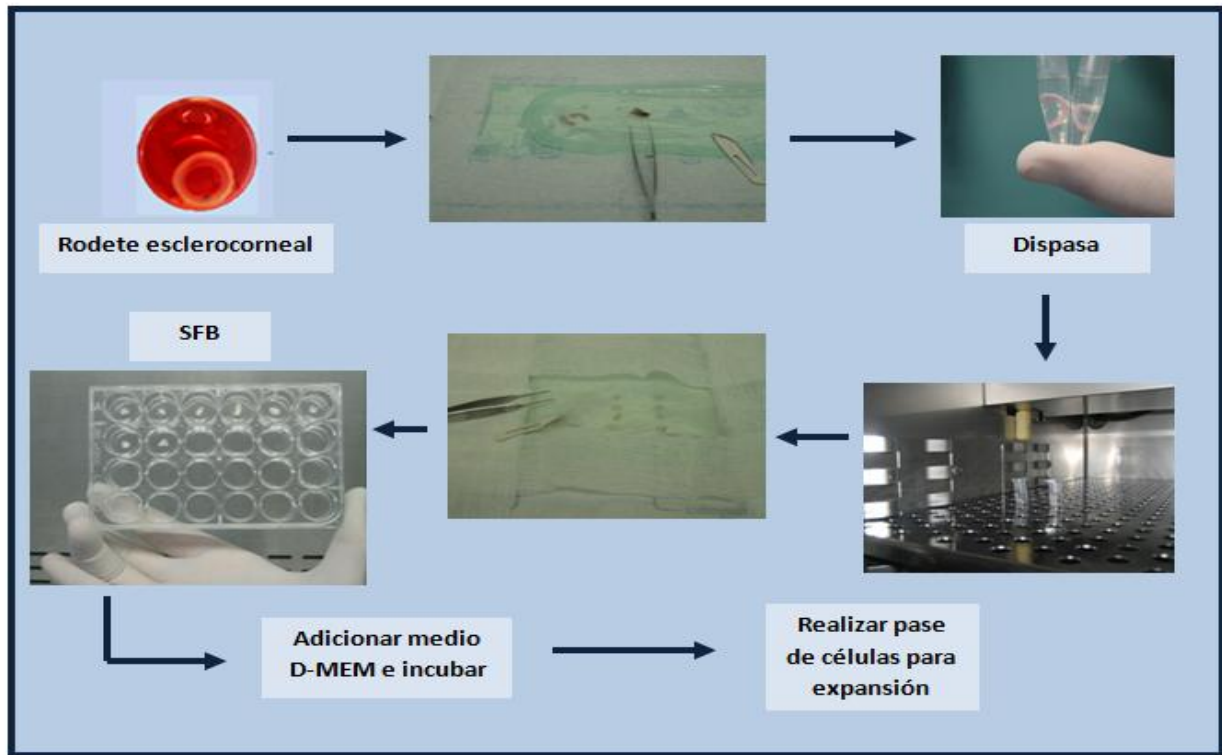 Rodete esclerocorneal
Dispasa
SFB
Adicionar medio
D-MEM e incubar
Realizar pase
de células para
expansión